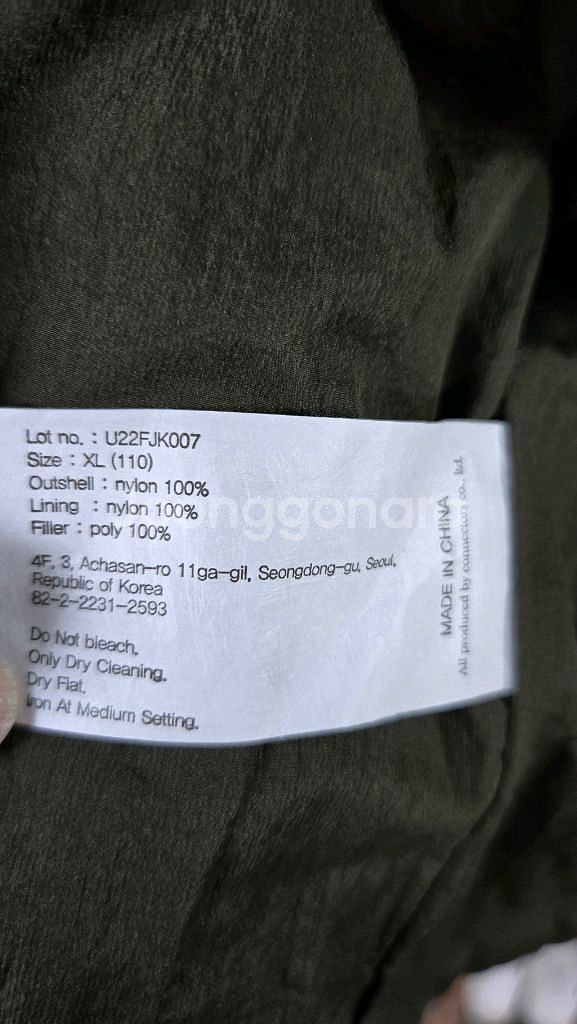 Lot no. : U22FJK007
Size : XL (110)
Outshell : nylon 100%
Lining : nylon 100%
Filler : poly 100%
4F, 3, Achasan-ro 11ga-gil, Seongdong-gu, Seoul,
Republic of Korea
82-2-2231-2593
Do Not bleach.
Only Dry Cleaning.
Dry Flat.
Iron At Medium Setting.
MADE IN CHINA
All produced by connectors co., ltd.